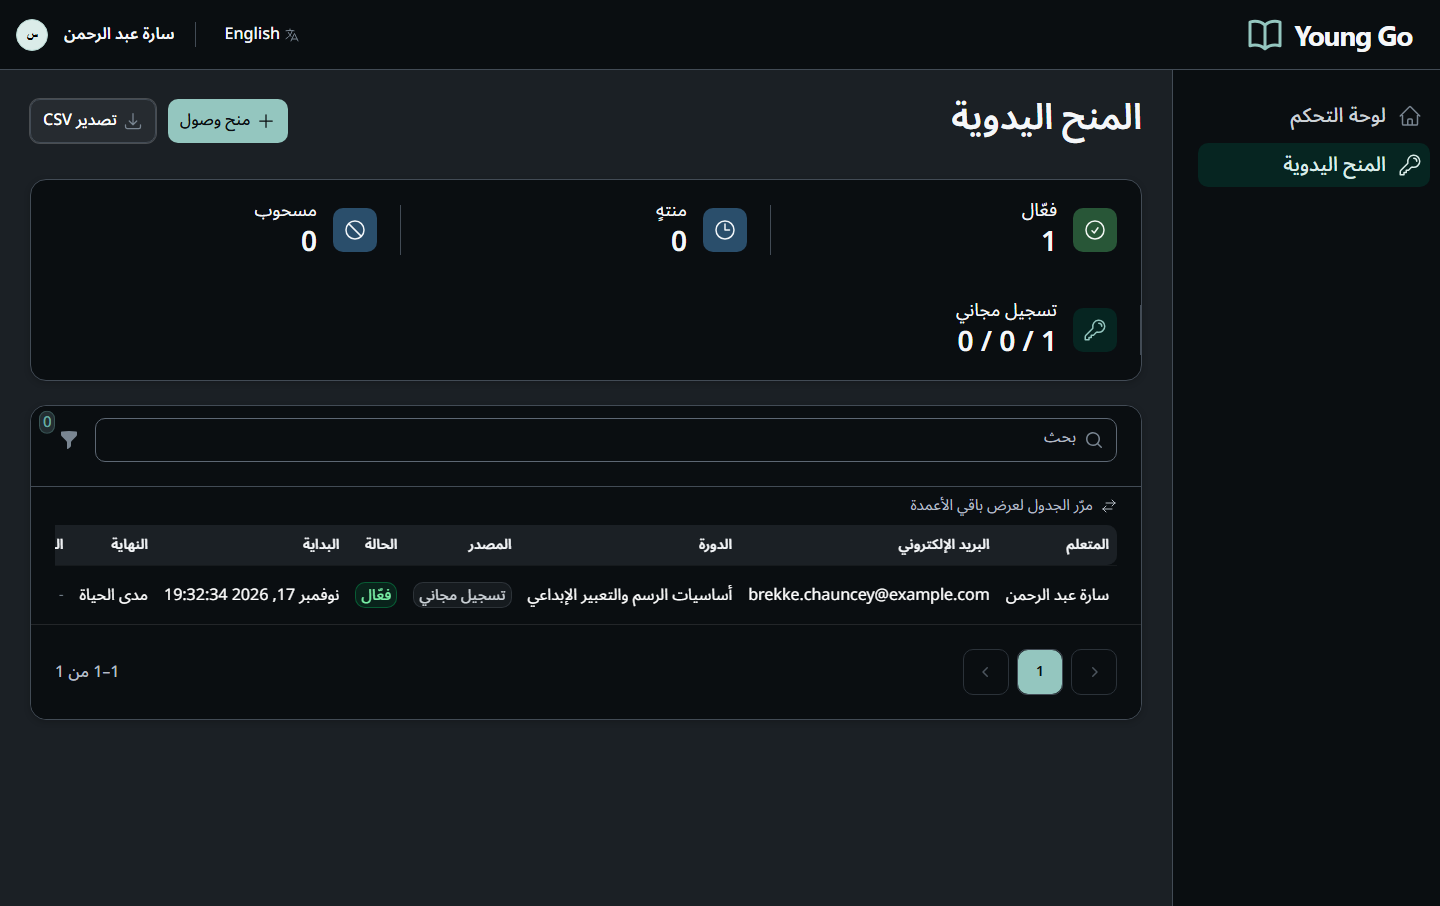 Young Go
English
سارة عبد الرحمن
س
لوحة التحكم
المنح اليدوية
المنح اليدوية
منح وصول
تصدير CSV
فعّال
1
منتهٍ
0
مسحوب
0
تسجيل مجاني
1 / 0 / 0
بحث
0
مرّر الجدول لعرض باقي الأعمدة
المتعلم البريد الإلكتروني الدورة المصدر الحالة البداية النهاية
سارة عبد الرحمن brekke.chauncey@example.com أساسيات الرسم والتعبير الإبداعي تسجيل مجاني فعّال نوفمبر 17, 2026 19:32:34 مدى الحياة -
1
1–1 من 1